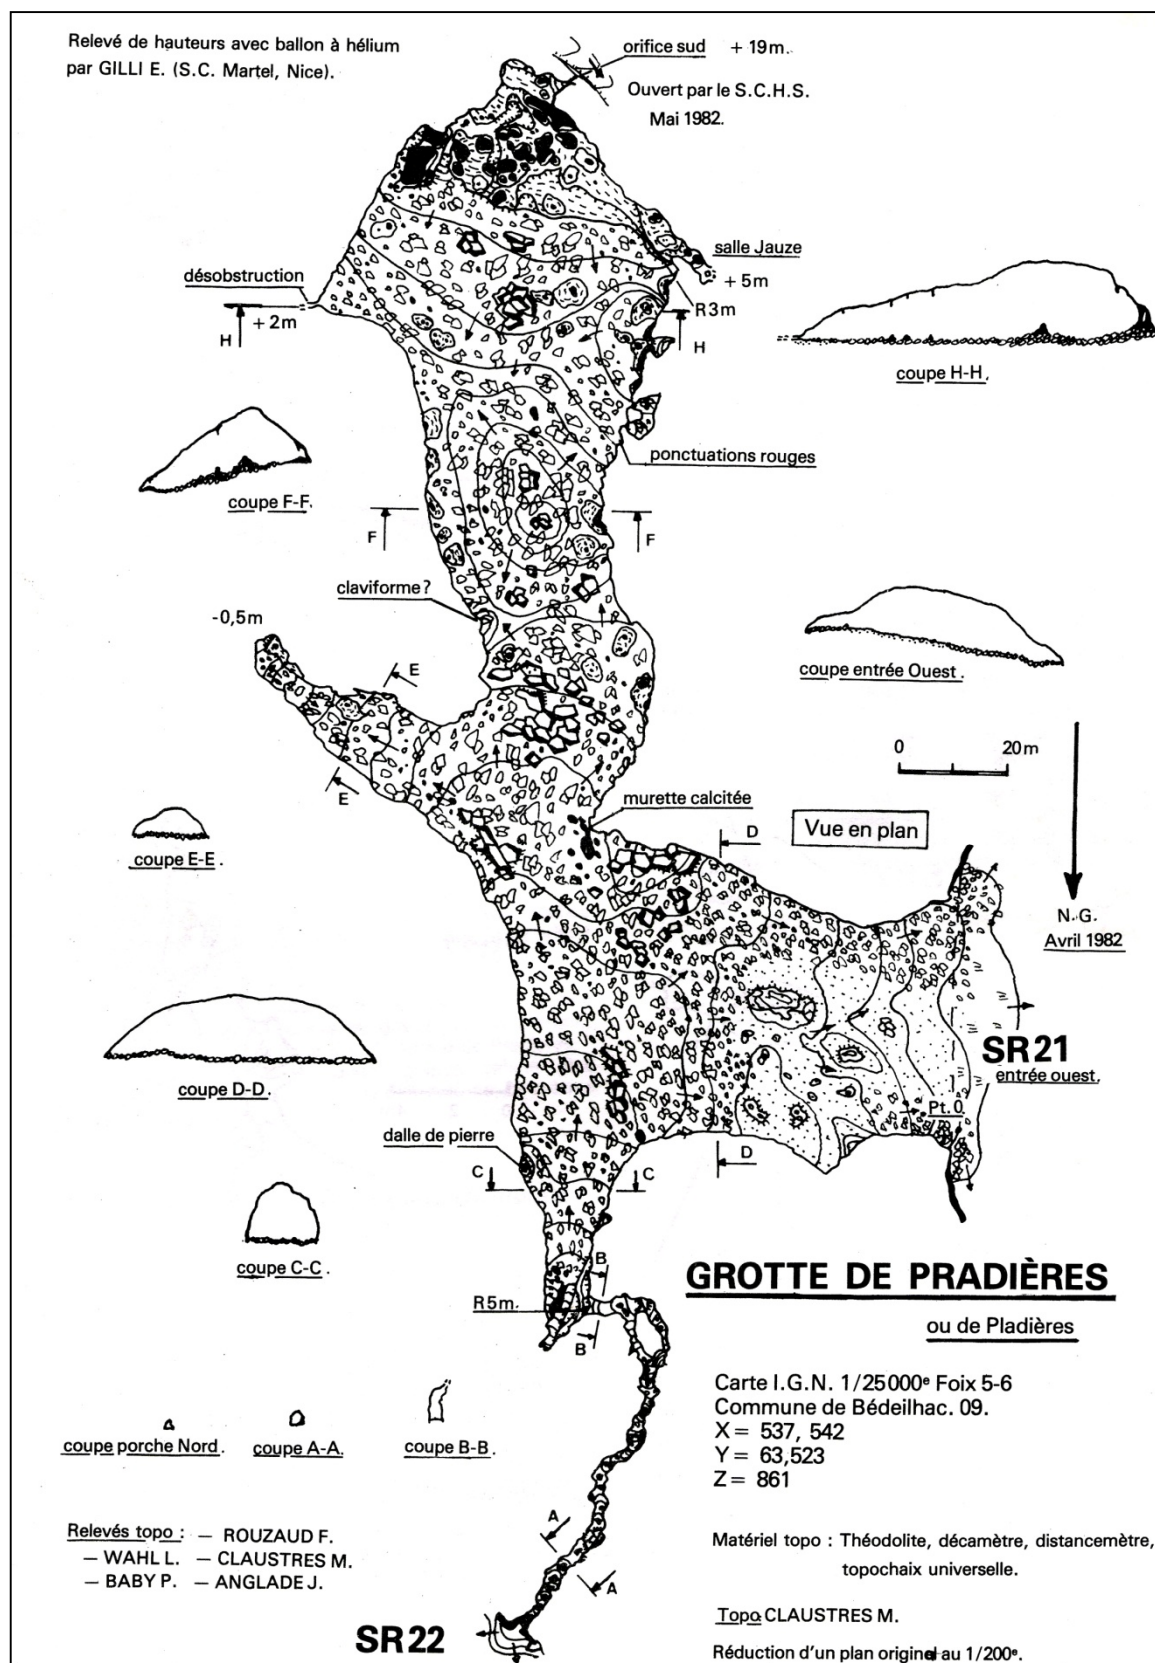 Relevé de hauteurs avec ballon à hélium
par GILLI E. (S.C. Martel, Nice).
orifice sud + 19m.
Ouvert par le S.C.H.S.
Mai 1982.
salle Jauze
+ 5m
R3m
désobstruction
+ 2m
H
H
coupe H-H.
coupe F-F.
ponctuations rouges
F
F
claviforme ?
-0,5m
coupe entrée Ouest.
E
E
0 20m
murette calcitée
Vue en plan
D
coupe E-E.
N.G.
Avril 1982
coupe D-D.
SR21
entrée ouest.
Pt.0
dalle de pierre
D
C
C
coupe C-C.
B
R5m.
B
GROTTE DE PRADIÈRES
ou de Pladières
Carte I.G.N. 1/25000e Foix 5-6
Commune de Bédeilhac. 09.
X = 537, 542
Y = 63,523
Z = 861
coupe porche Nord.
coupe A-A.
coupe B-B.
A
A
Relevés topo : — ROUZAUD F.
— WAHL L. — CLAUSTRES M.
— BABY P. — ANGLADE J.
Matériel topo : Théodolite, décamètre, distancemètre,
topochaix universelle.
Topo CLAUSTRES M.
Réduction d'un plan original au 1/200e.
SR22